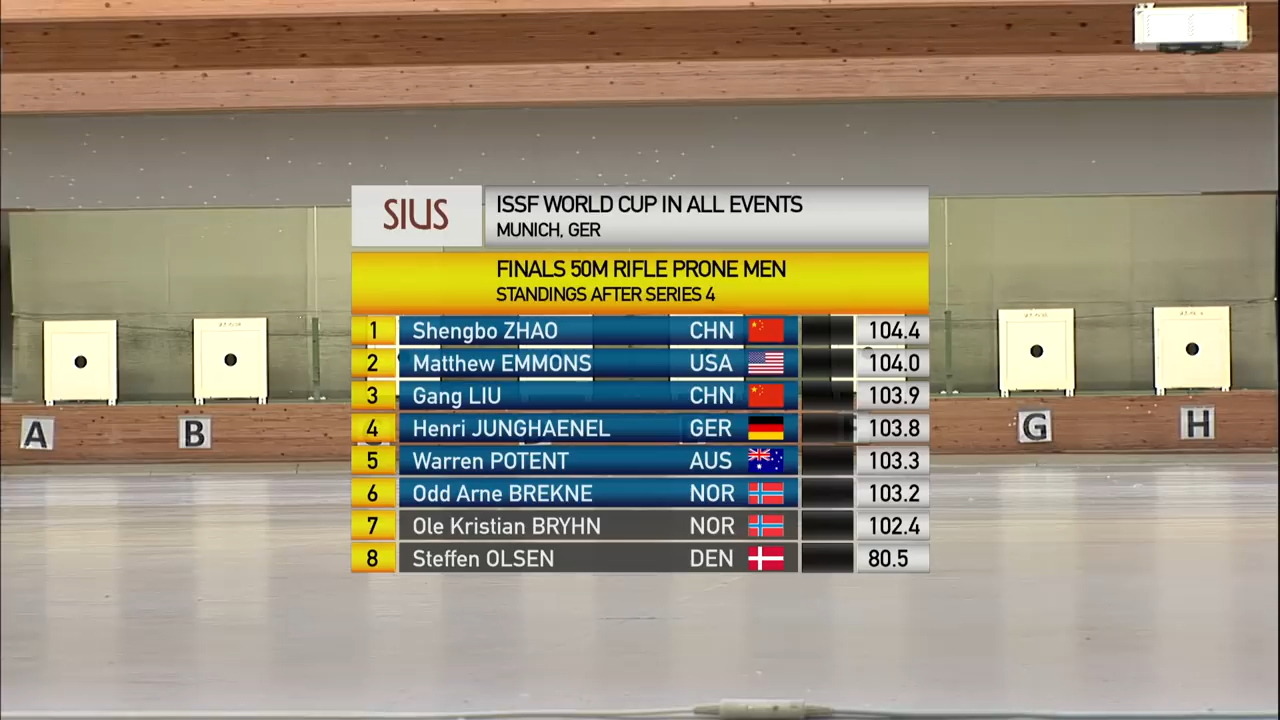 SIUS
ISSF WORLD CUP IN ALL EVENTS
MUNICH, GER
FINALS 50M RIFLE PRONE MEN
STANDINGS AFTER SERIES 4
1 Shengbo ZHAO CHN 104.4
2 Matthew EMMONS USA 104.0
3 Gang LIU CHN 103.9
4 Henri JUNGHAENEL GER 103.8
5 Warren POTENT AUS 103.3
6 Odd Arne BREKNE NOR 103.2
7 Ole Kristian BRYHN NOR 102.4
8 Steffen OLSEN DEN 80.5
A B G H